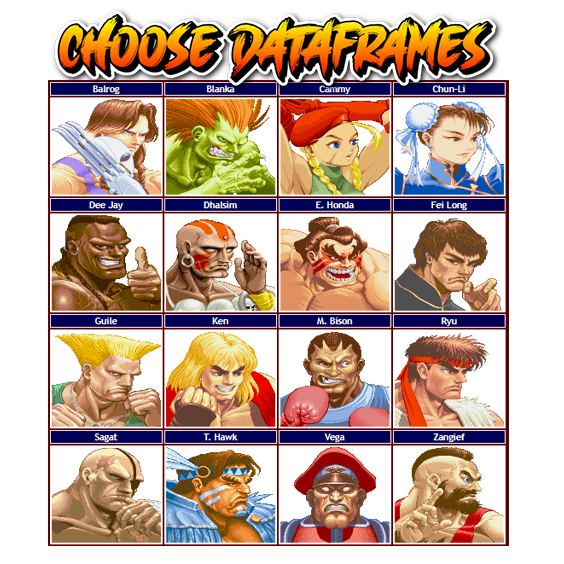 CHOOSE DATAFRAMES
Balrog Blanka Cammy Chun-Li
Dee Jay Dhalsim E. Honda Fei Long
Guile Ken M. Bison Ryu
Sagat T. Hawk Vega Zangief